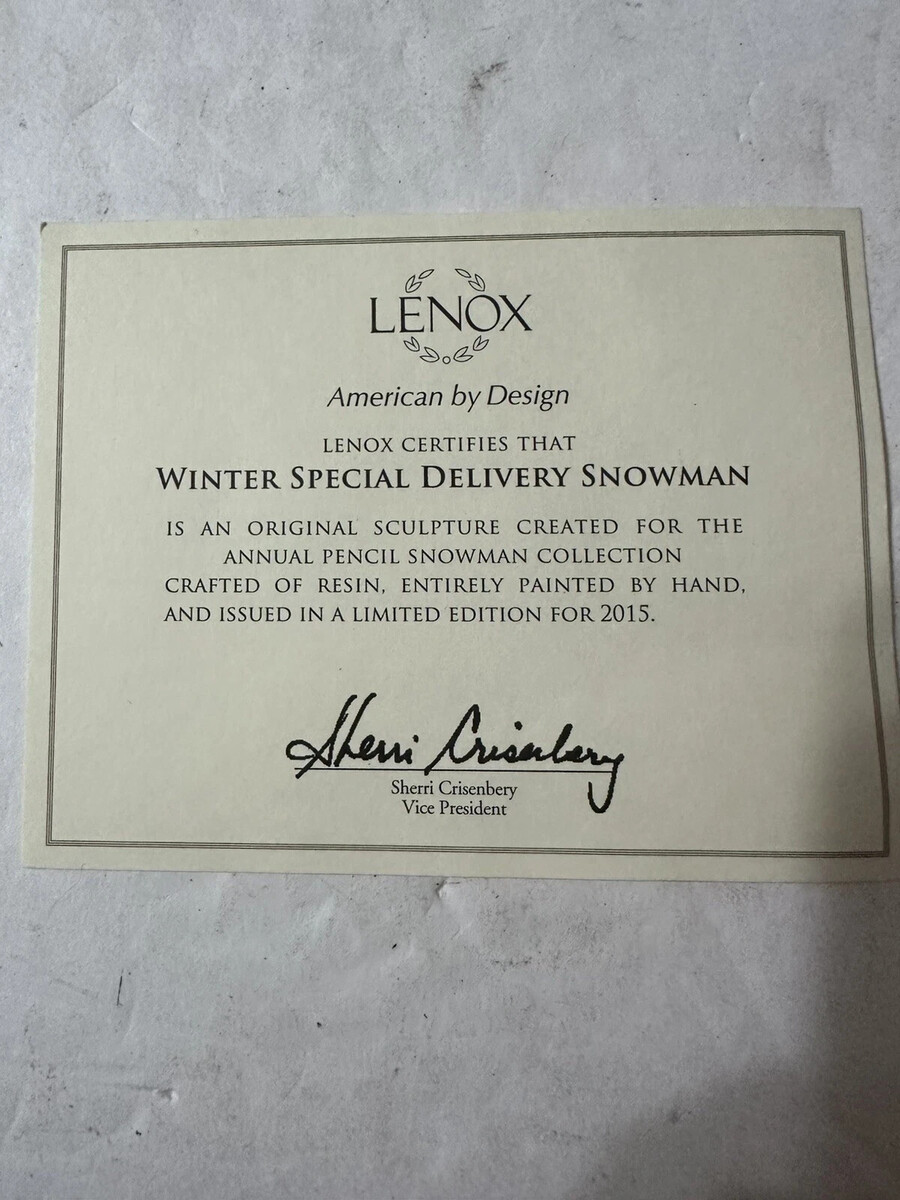 LENOX
American by Design
LENOX CERTIFIES THAT
WINTER SPECIAL DELIVERY SNOWMAN
IS AN ORIGINAL SCULPTURE CREATED FOR THE
ANNUAL PENCIL SNOWMAN COLLECTION
CRAFTED OF RESIN, ENTIRELY PAINTED BY HAND,
AND ISSUED IN A LIMITED EDITION FOR 2015.
Sherri Crisenbery
Sherri Crisenbery
Vice President